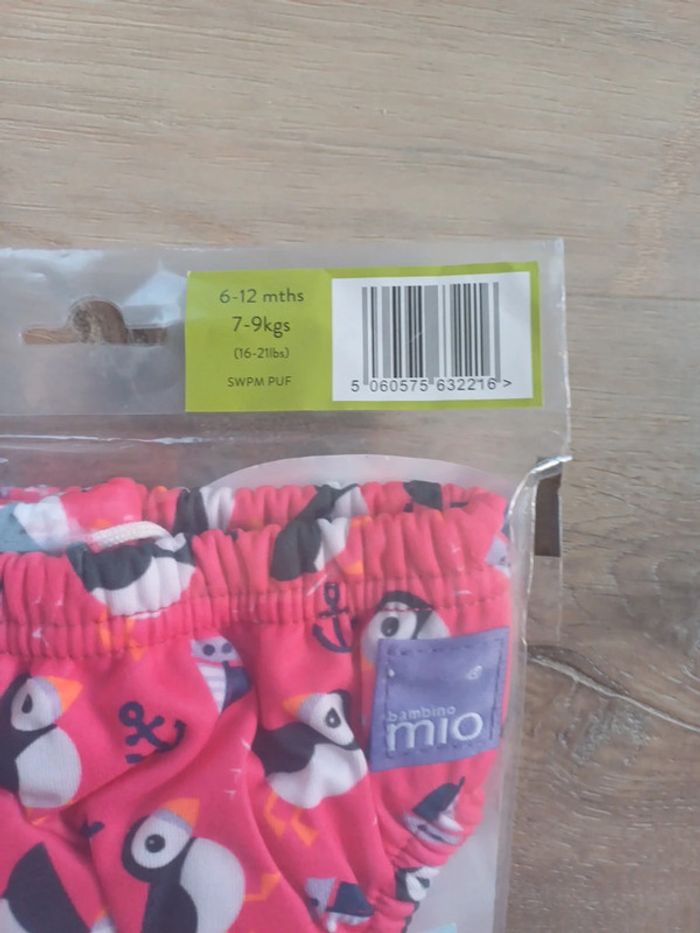 6-12 mths
7-9kgs
(16-21lbs)
SWPM PUF
5 060575 632216 >
bambino
mio